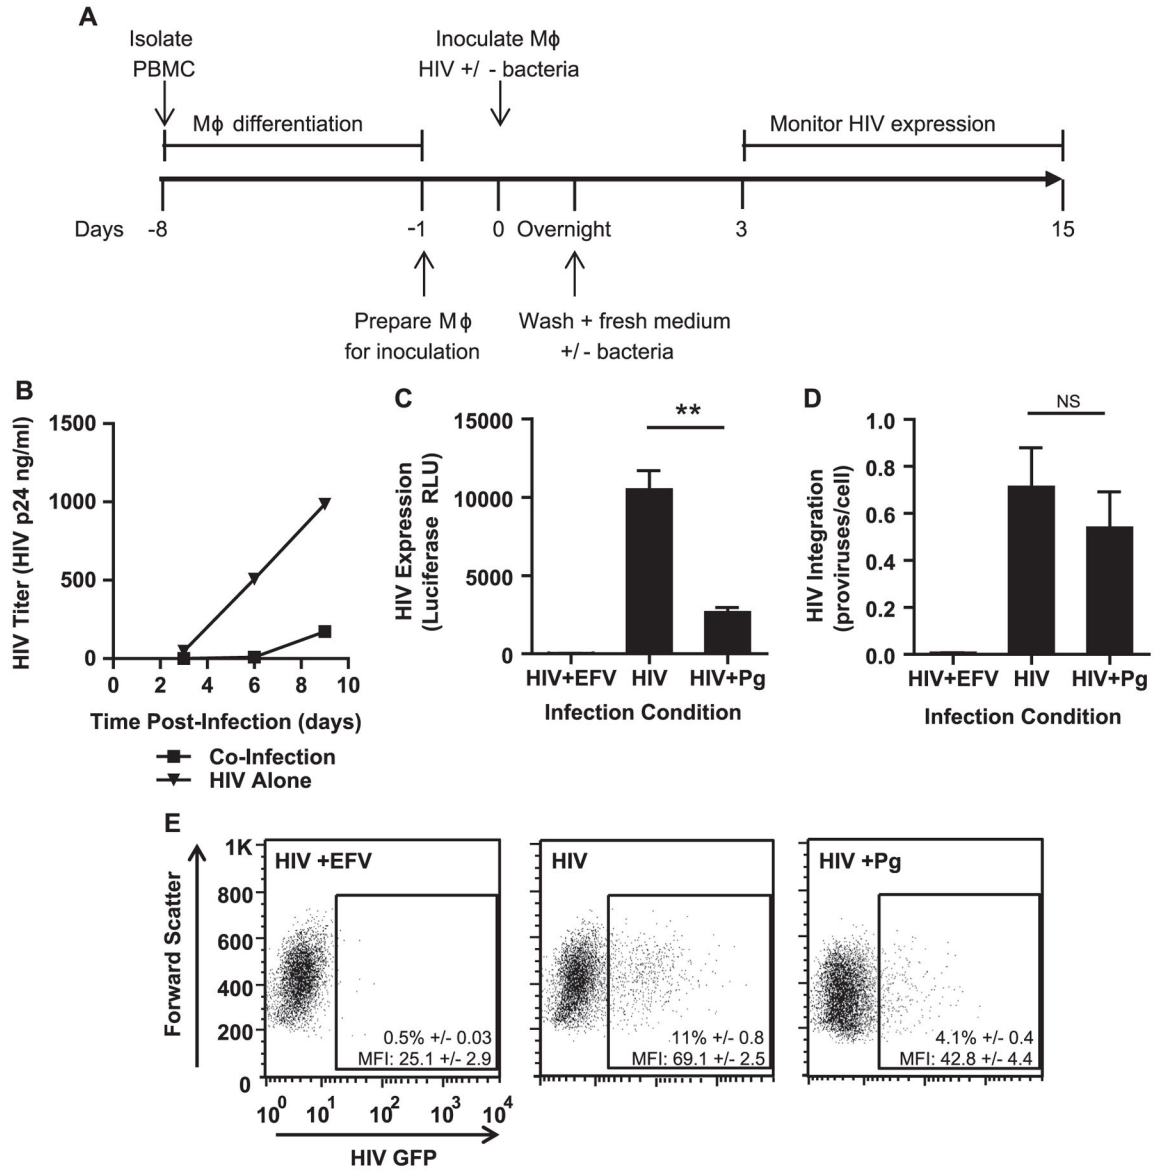 A
Isolate
PBMC
Inoculate Mϕ
HIV +/ - bacteria
Mϕ differentiation
Monitor HIV expression
Days -8 -1 0 Overnight 3 15
Prepare Mϕ
for inoculation
Wash + fresh medium
+/- bacteria
B
HIV Titer (HIV p24 ng/ml)
1500
1000
500
0
0 2 4 6 8 10
Time Post-Infection (days)
Co-Infection
HIV Alone
C
HIV Expression
(Luciferase RLU)
15000
10000
5000
0
**
HIV+EFV HIV HIV+Pg
Infection Condition
D
HIV Integration
(proviruses/cell)
1.0
0.8
0.6
0.4
0.2
0.0
NS
HIV+EFV HIV HIV+Pg
Infection Condition
E
Forward Scatter
1K
800
600
400
200
0
10⁰ 10¹ 10² 10³ 10⁴
HIV GFP
HIV +EFV
0.5% +/- 0.03
MFI: 25.1 +/- 2.9
HIV
11% +/- 0.8
MFI: 69.1 +/- 2.5
HIV +Pg
4.1% +/- 0.4
MFI: 42.8 +/- 4.4